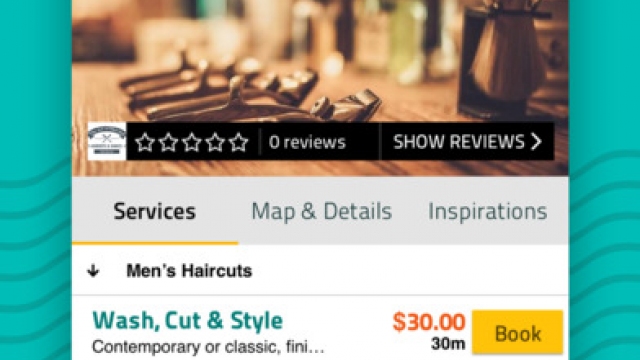 0 reviews SHOW REVIEWS
Services Map & Details Inspirations
Men's Haircuts
Wash, Cut & Style $30.00 Book
Contemporary or classic, fini... 30m